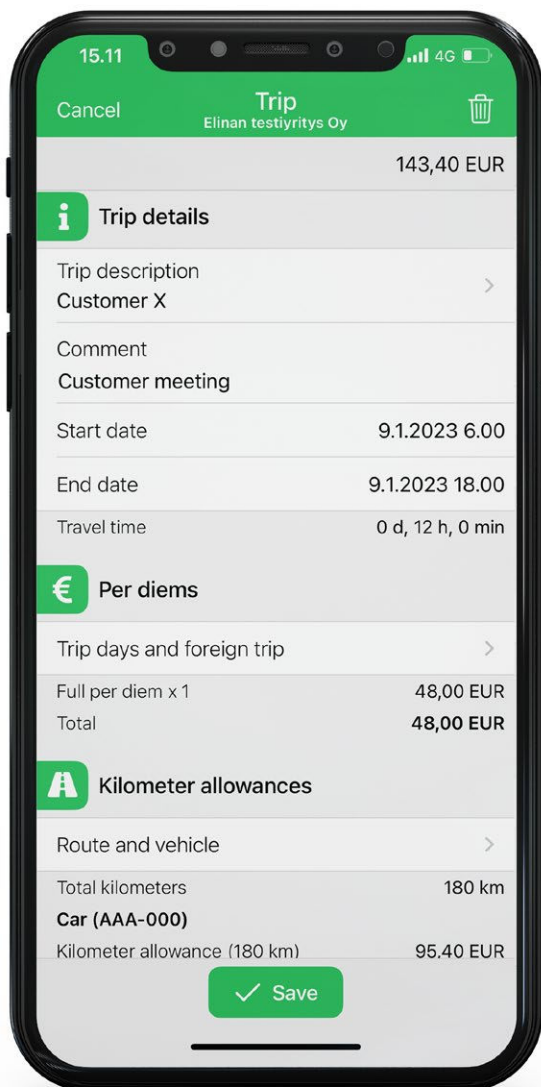 15.11
4G
Cancel
Trip
Elinan testiyritys Oy
143,40 EUR
Trip details
Trip description
Customer X
Comment
Customer meeting
Start date 9.1.2023 6.00
End date 9.1.2023 18.00
Travel time 0 d, 12 h, 0 min
€ Per diems
Trip days and foreign trip
Full per diem x 1 48,00 EUR
Total 48,00 EUR
Kilometer allowances
Route and vehicle
Total kilometers 180 km
Car (AAA-000)
Kilometer allowance (180 km) 95,40 EUR
Save